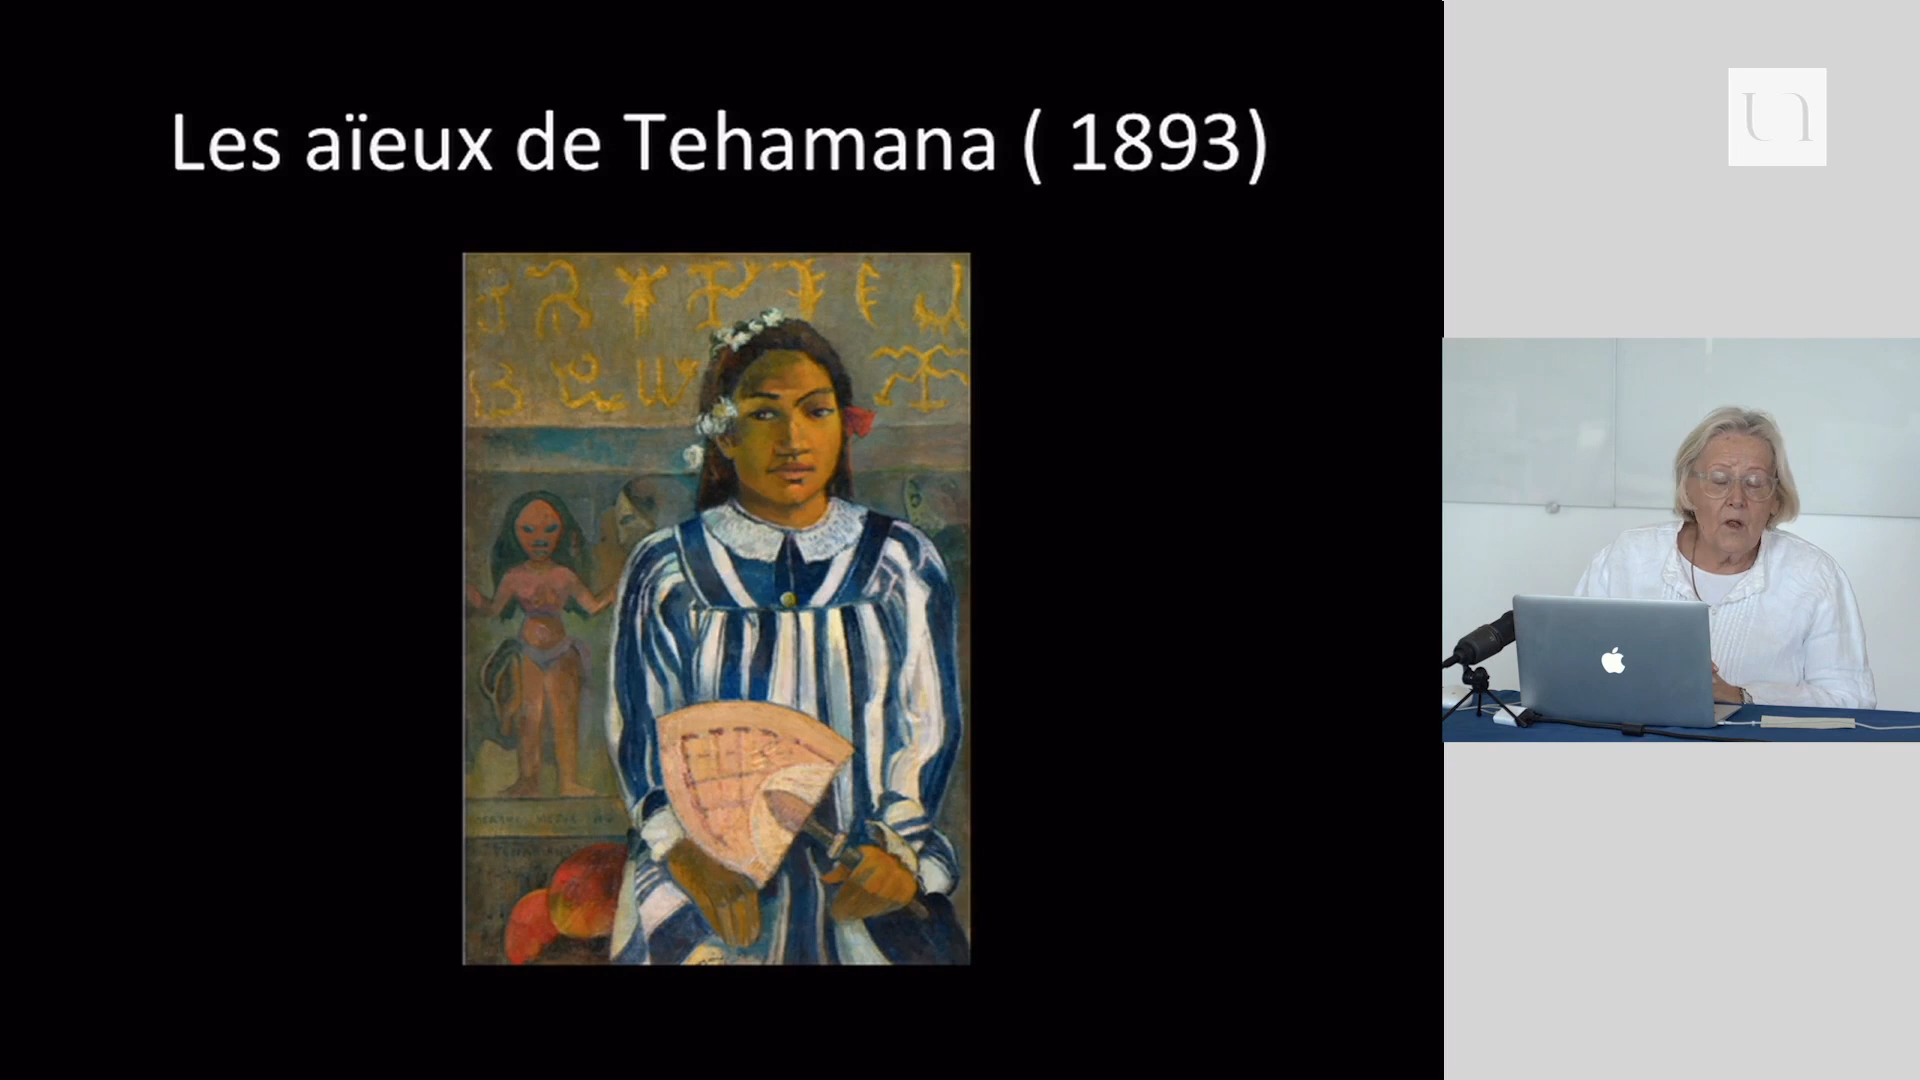 Les aïeux de Tehamana ( 1893)